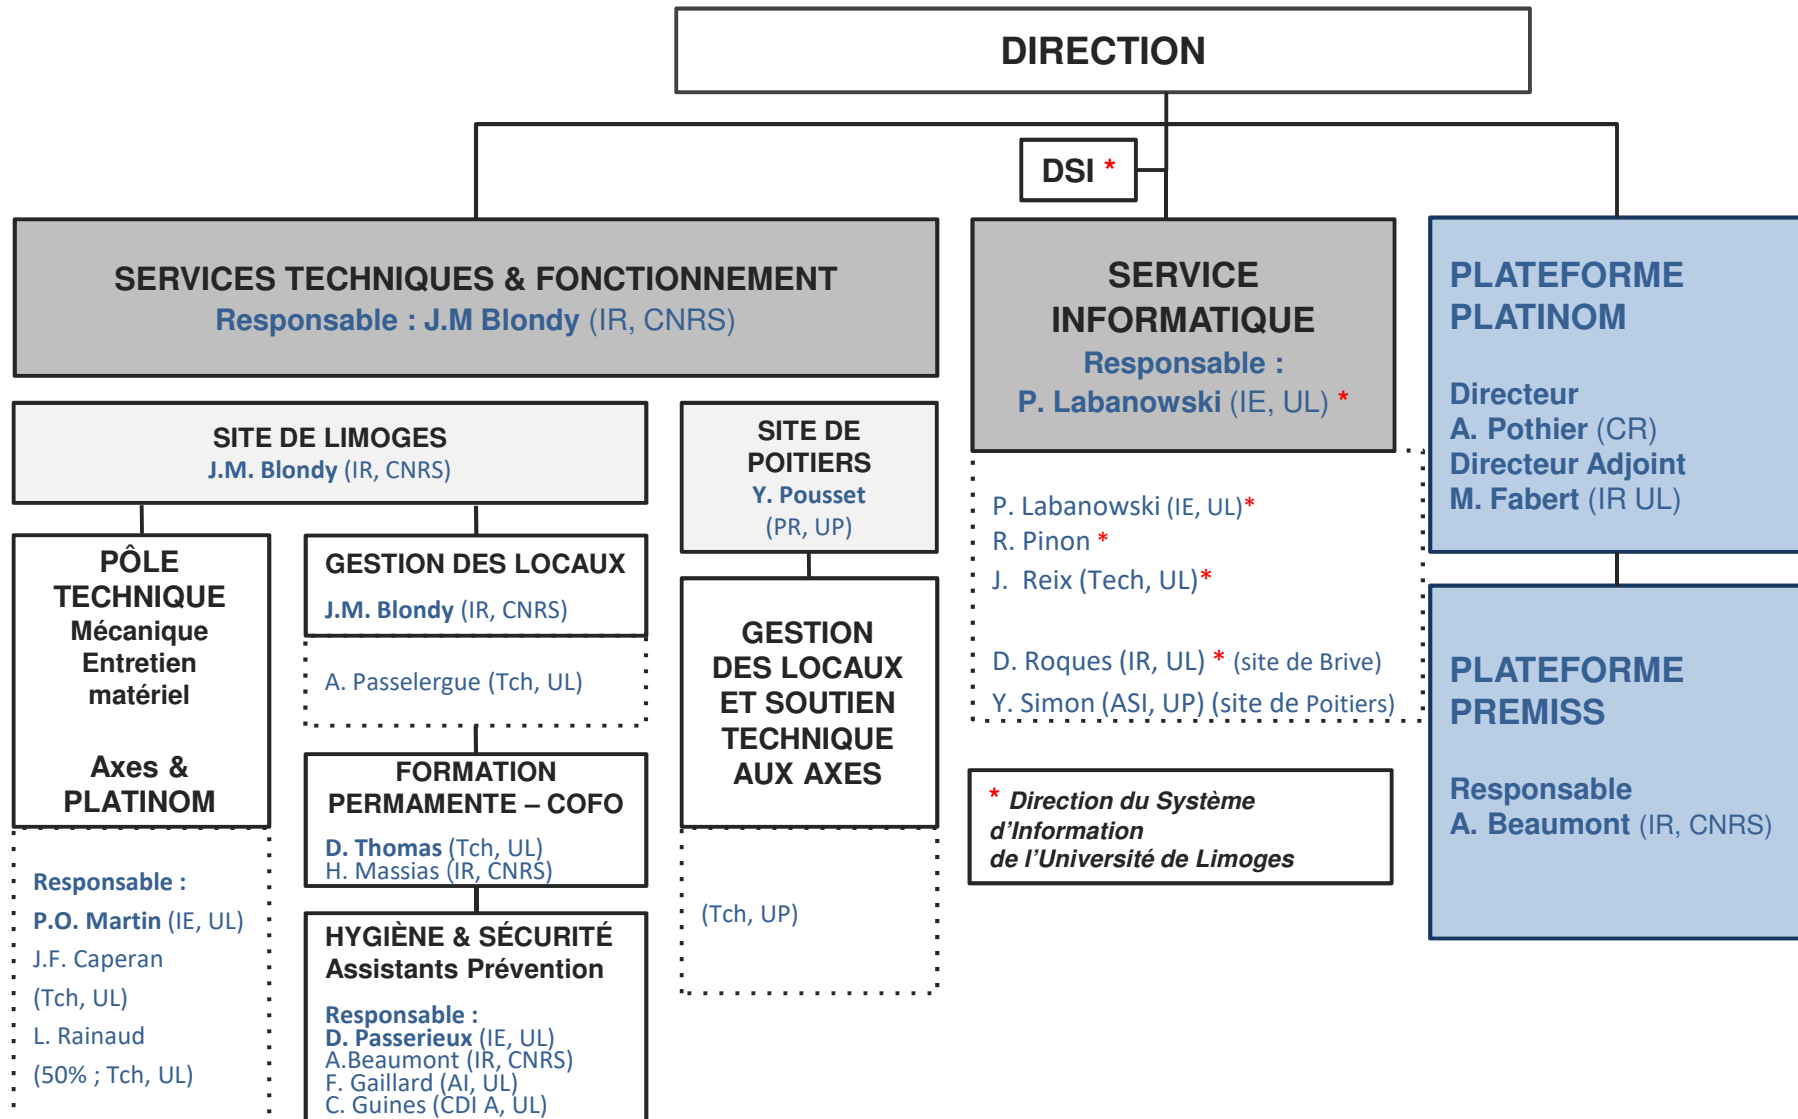 DIRECTION
DSI *
SERVICES TECHNIQUES & FONCTIONNEMENT
Responsable : J.M Blondy (IR, CNRS)
SITE DE LIMOGES
J.M. Blondy (IR, CNRS)
PÔLE
TECHNIQUE
Mécanique
Entretien
matériel
Axes &
PLATINOM
Responsable :
P.O. Martin (IE, UL)
J.F. Caperan
(Tch, UL)
L. Rainaud
(50% ; Tch, UL)
GESTION DES LOCAUX
J.M. Blondy (IR, CNRS)
A. Passelergue (Tch, UL)
FORMATION
PERMAMENTE – COFO
D. Thomas (Tch, UL)
H. Massias (IR, CNRS)
HYGIÈNE & SÉCURITÉ
Assistants Prévention
Responsable :
D. Passerieux (IE, UL)
A.Beaumont (IR, CNRS)
F. Gaillard (AI, UL)
C. Guines (CDI A, UL)
SITE DE
POITIERS
Y. Pousset
(PR, UP)
GESTION
DES LOCAUX
ET SOUTIEN
TECHNIQUE
AUX AXES
(Tch, UP)
SERVICE
INFORMATIQUE
Responsable :
P. Labanowski (IE, UL) *
P. Labanowski (IE, UL)*
R. Pinon *
J. Reix (Tech, UL)*
D. Roques (IR, UL) * (site de Brive)
Y. Simon (ASI, UP) (site de Poitiers)
* Direction du Système
d'Information
de l'Université de Limoges
PLATEFORME
PLATINOM
Directeur
A. Pothier (CR)
Directeur Adjoint
M. Fabert (IR UL)
PLATEFORME
PREMISS
Responsable
A. Beaumont (IR, CNRS)